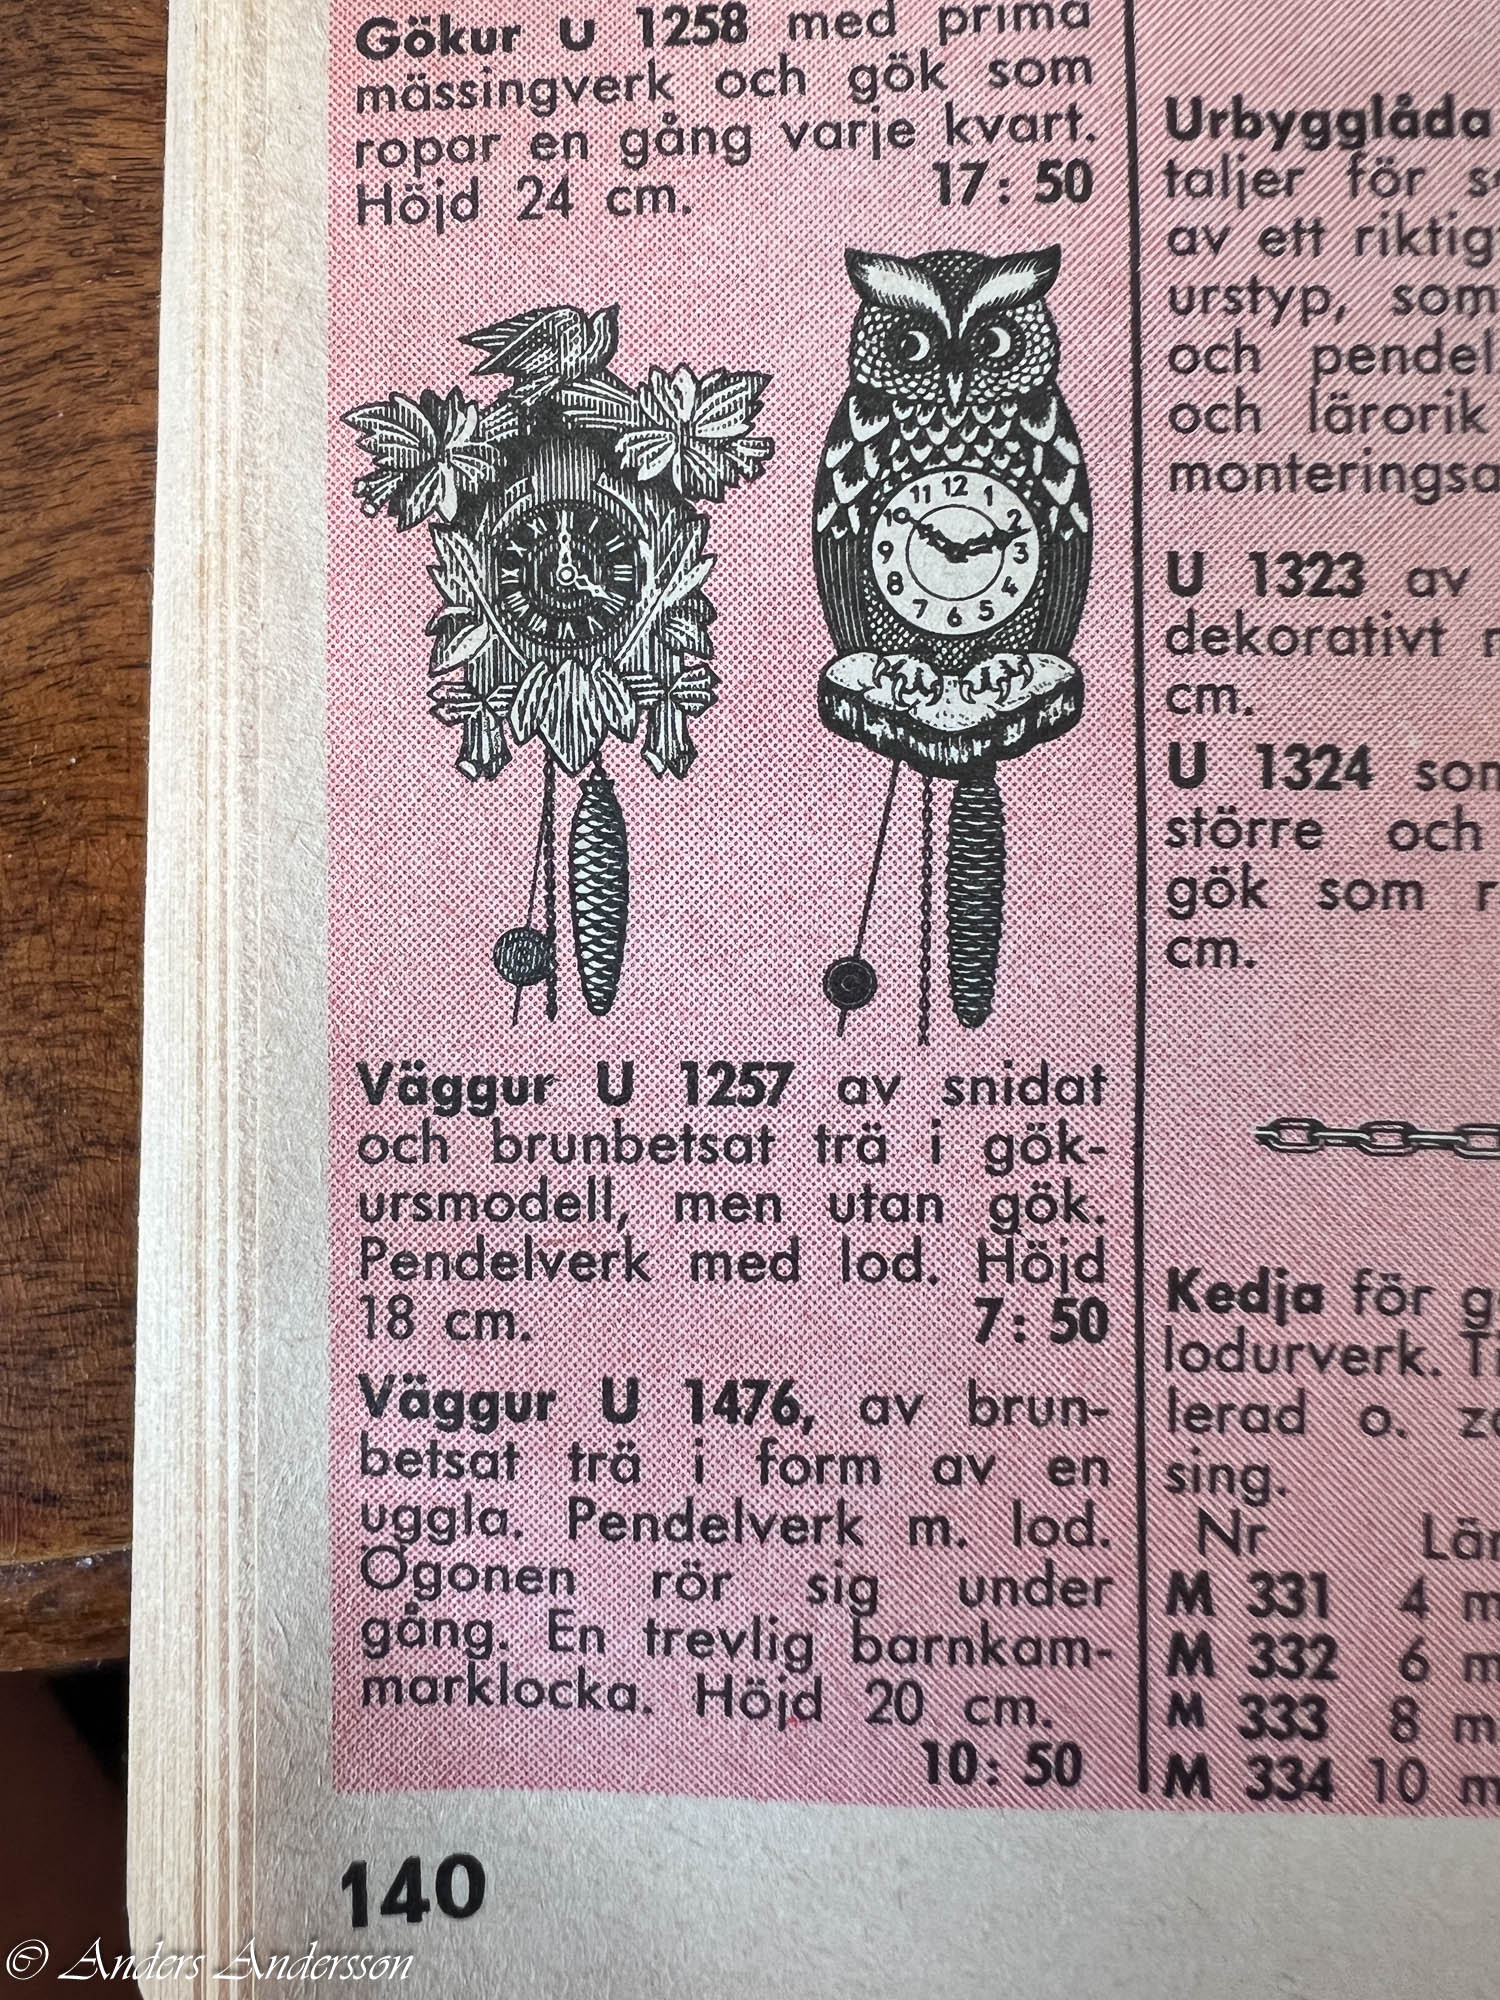 Gökur U 1258 med prima
mässingverk och gök som
ropar en gång varje kvart.
Höjd 24 cm. 17: 50
11 12 1
10 2
9 3
8 4
7 6 5
Väggur U 1257 av snidat
och brunbetsat trä i gök-
ursmodell, men utan gök.
Pendelverk med lod. Höjd
18 cm. 7: 50
Väggur U 1476, av brun-
betsat trä i form av en
uggla. Pendelverk m. lod.
Ögonen rör sig under
gång. En trevlig barnkam-
marklocka. Höjd 20 cm.
10: 50
Urbygglåda
taljer för
av ett riktig
urstyp, som
och pendel
och lärorik
monteringsa
U 1323 av
dekorativt
cm.
U 1324 som
större och
gök som r
cm.
Kedja för g
lodurverk.
lerad o.
sing.
Nr Län
M 331 4 m
M 332 6 m
M 333 8 m
M 334 10 m
140
© Anders Andersson